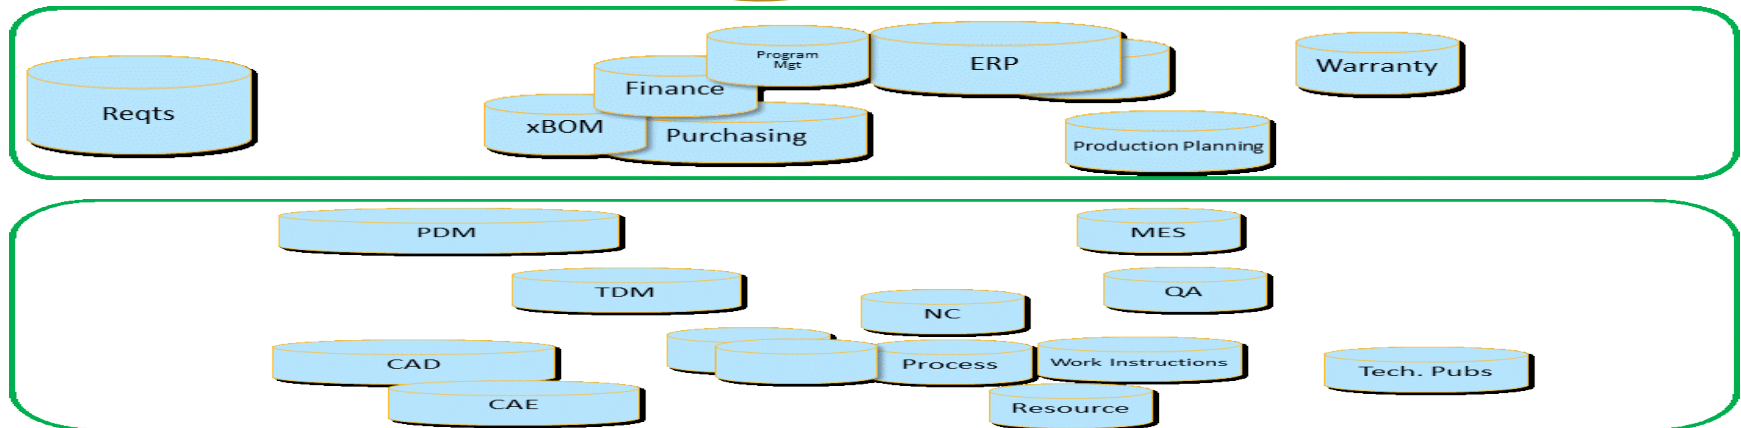 Reqts
xBOM
Finance
Purchasing
Program
Mgt
ERP
Production Planning
Warranty
PDM
MES
TDM
QA
NC
CAD
CAE
Process
Work Instructions
Resource
Tech. Pubs